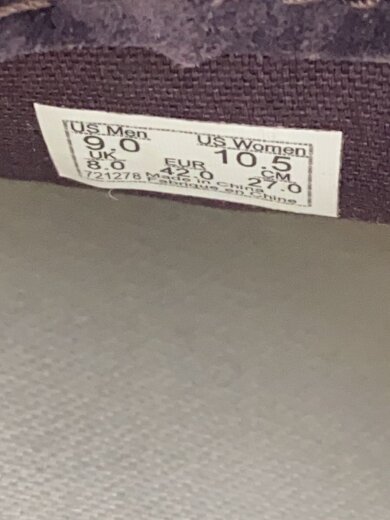 US Men US Women
9.0 10.5
UK EUR CM
8.0 42.0 27.0
721278 Made in China
Fabrique en Chine